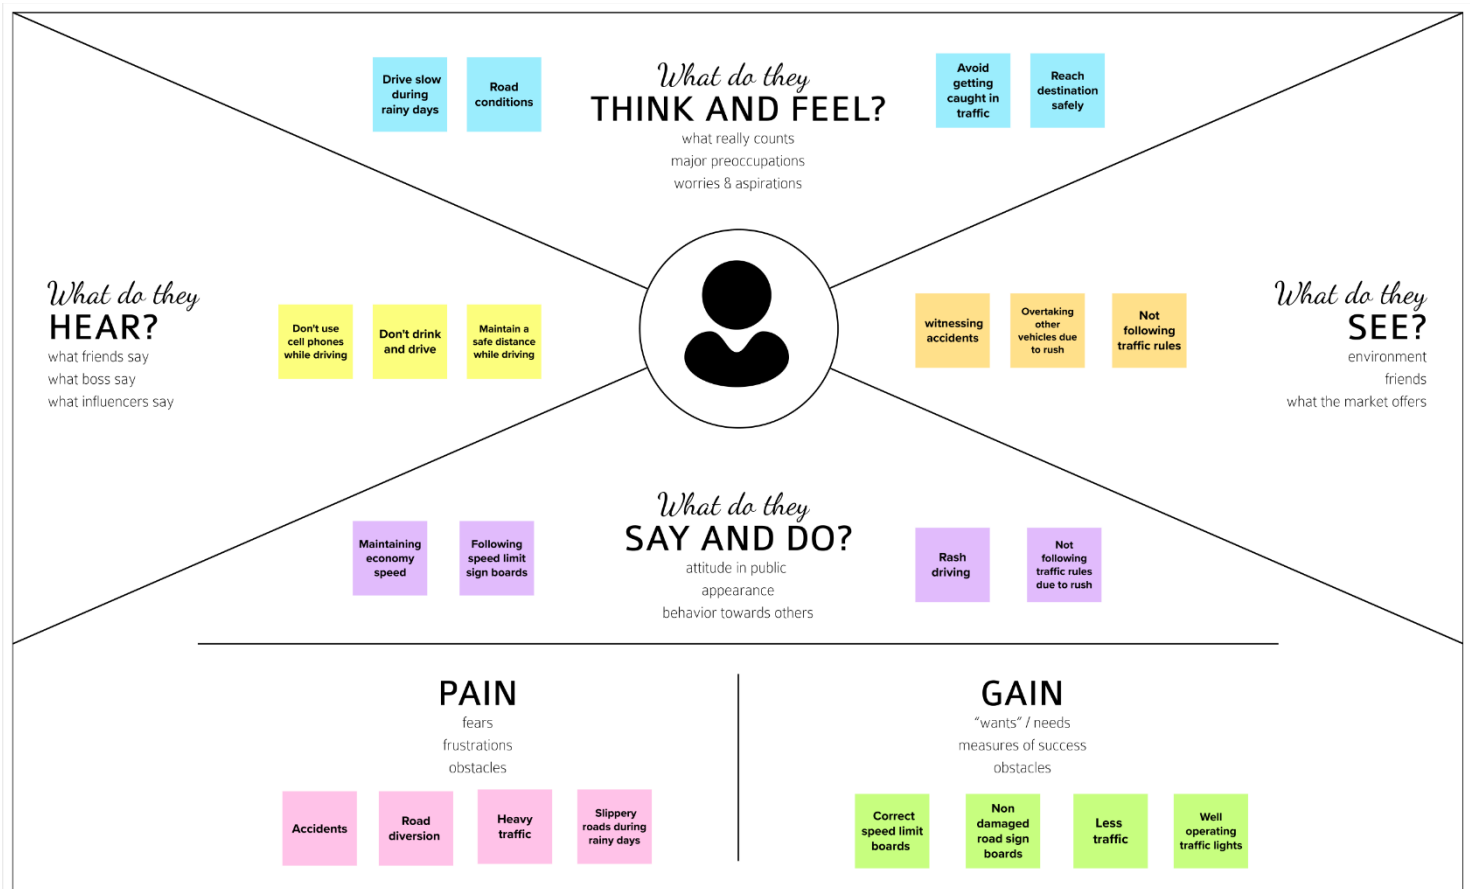 What do they
THINK AND FEEL?
what really counts
major preoccupations
worries & aspirations
Drive slow
during
rainy days
Road
conditions
Avoid
getting
caught in
traffic
Reach
destination
safely
What do they
HEAR?
what friends say
what boss say
what influencers say
Don't use
cell phones
while driving
Don't drink
and drive
Maintain a
safe distance
while driving
witnessing
accidents
Overtaking
other
vehicles due
to rush
Not
following
traffic rules
What do they
SEE?
environment
friends
what the market offers
What do they
SAY AND DO?
attitude in public
appearance
behavior towards others
Maintaining
economy
speed
Following
speed limit
sign boards
Rash
driving
Not
following
traffic rules
due to rush
PAIN
fears
frustrations
obstacles
Accidents
Road
diversion
Heavy
traffic
Slippery
roads during
rainy days
GAIN
"wants" / needs
measures of success
obstacles
Correct
speed limit
boards
Non
damaged
road sign
boards
Less
traffic
Well
operating
traffic lights